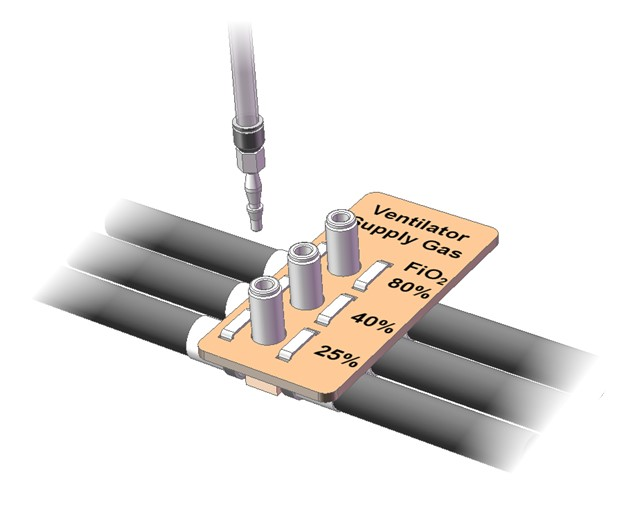 Ventilator
Supply Gas
FiO₂
80%
40%
25%